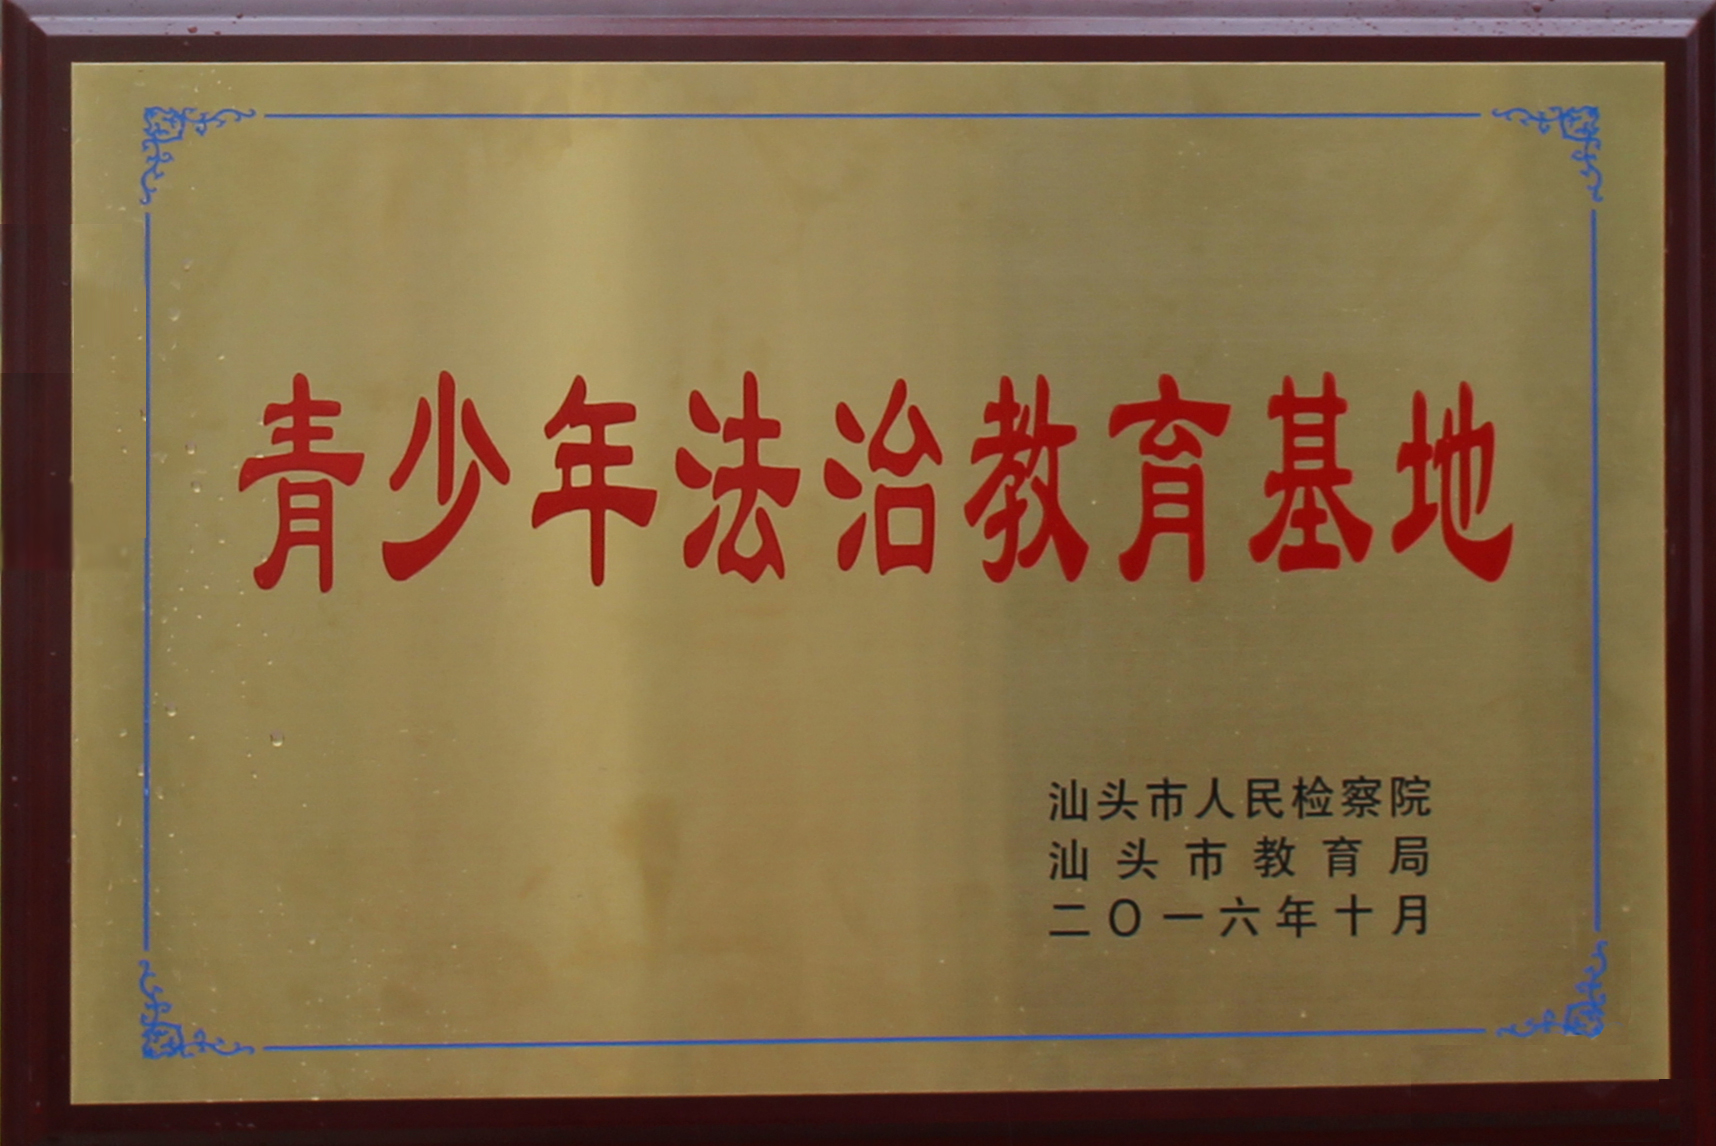 青少年法治教育基地
汕头市人民检察院
汕头市教育局
二〇一六年十月